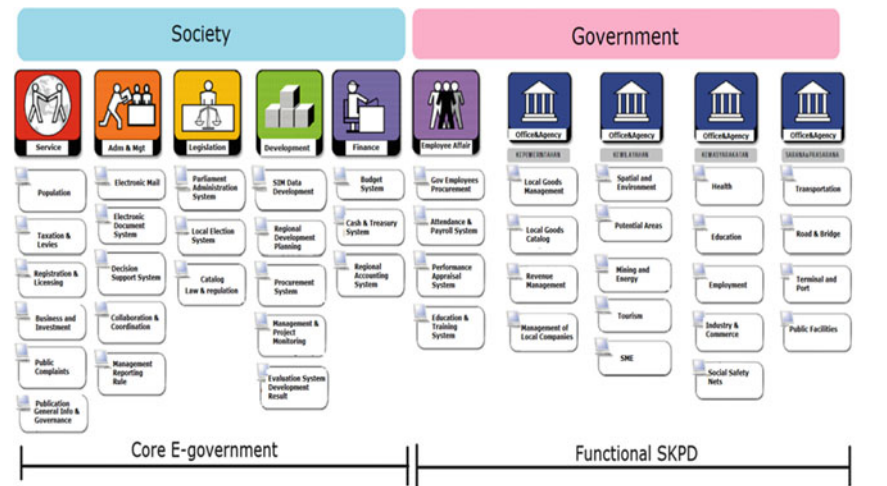 Society
Government
Service
Adm & Mgt
Legislation
Development
Finance
Employee Affair
Office&Agency
Office&Agency
Office&Agency
Office&Agency
KEPEMERINTAHAN
KEWILAYAHAN
KEMASYARAKATAN
SARANA&PRASARANA
Population
Taxation &
Levies
Registration &
Licensing
Business and
Investment
Public
Complaints
Publication
General Info &
Governance
Electronic Mail
Electronic
Document
System
Decision
Support System
Collaboration &
Coordination
Management
Reporting
Rule
Parliament
Administration
System
Local Election
System
Catalog
Law & regulation
SIM Data
Development
Regional
Development
Planning
Procurement
System
Management &
Project
Monitoring
Evaluation System
Development
Result
Budget
System
Cash & Treasury
System
Regional
Accounting
System
Gov Employees
Procurement
Attendance &
Payroll System
Performance
Appraisal
System
Education &
Training
System
Local Goods
Management
Local Goods
Catalog
Revenue
Management
Management of
Local Companies
Spatial and
Environment
Potential Areas
Mining and
Energy
Tourism
SME
Health
Education
Employment
Industry &
Commerce
Social Safety
Nets
Transportation
Road & Bridge
Terminal and
Port
Public Facilities
Core E-government
Functional SKPD